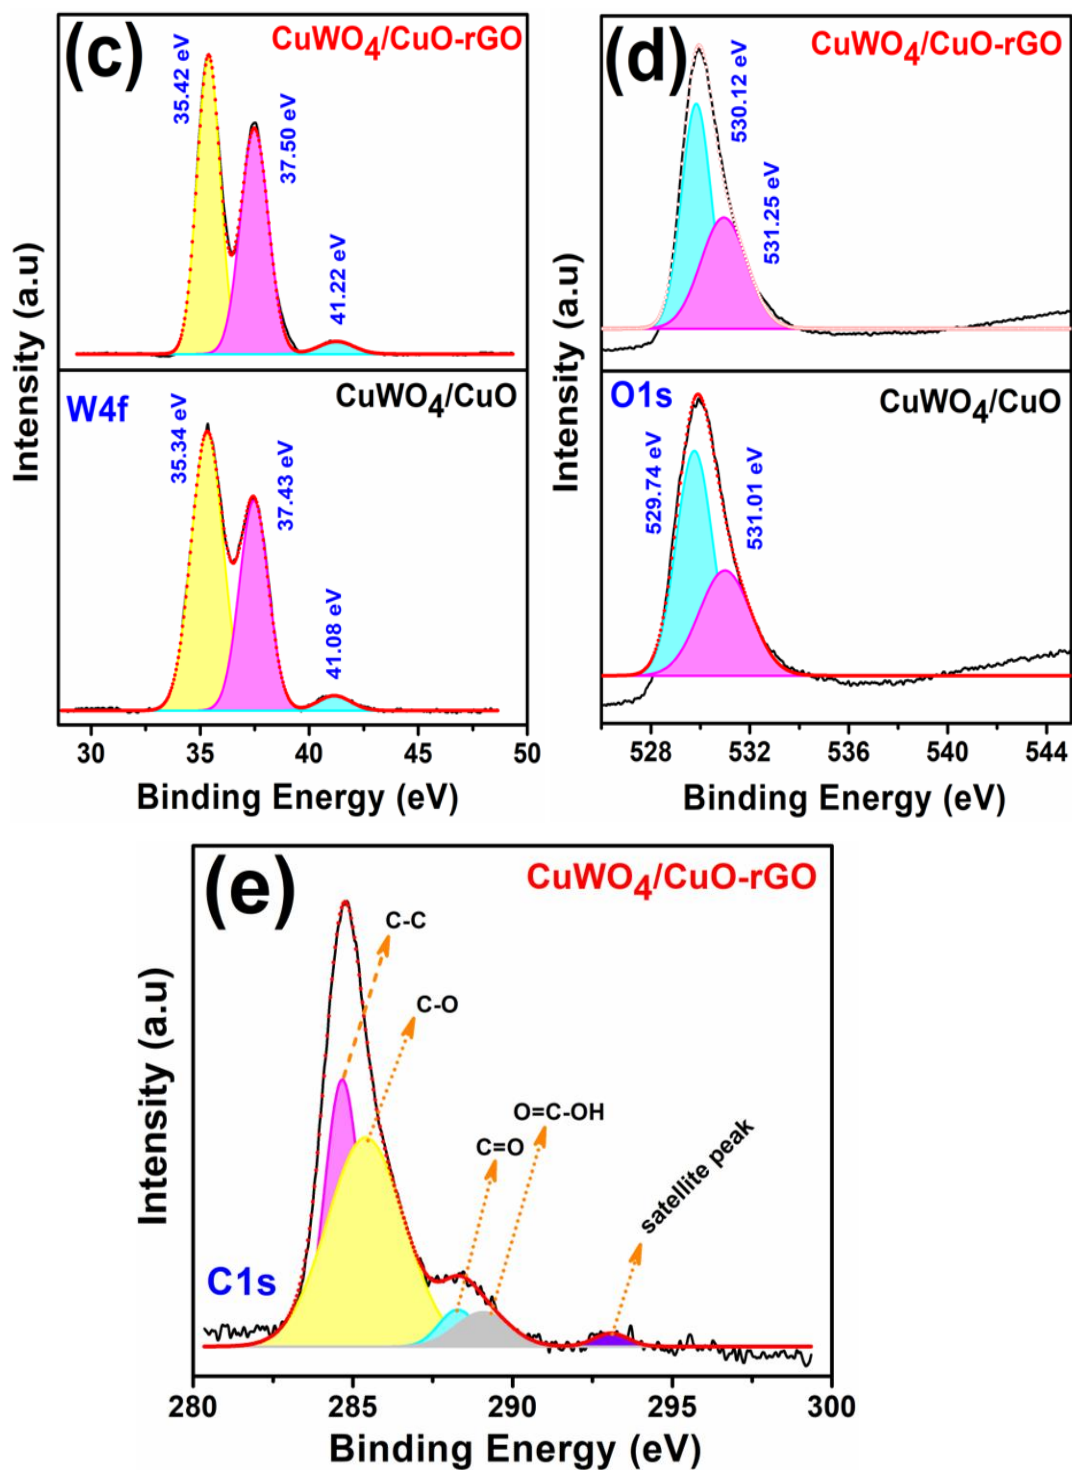 (c)
CuWO4/CuO-rGO
35.42 eV
37.50 eV
41.22 eV
W4f
CuWO4/CuO
35.34 eV
37.43 eV
41.08 eV
Intensity (a.u)
30 35 40 45 50
Binding Energy (eV)
(d)
CuWO4/CuO-rGO
530.12 eV
531.25 eV
O1s
CuWO4/CuO
529.74 eV
531.01 eV
Intensity (a.u)
528 532 536 540 544
Binding Energy (eV)
(e)
CuWO4/CuO-rGO
C-C
C-O
O=C-OH
C=O
satellite peak
C1s
Intensity (a.u)
280 285 290 295 300
Binding Energy (eV)